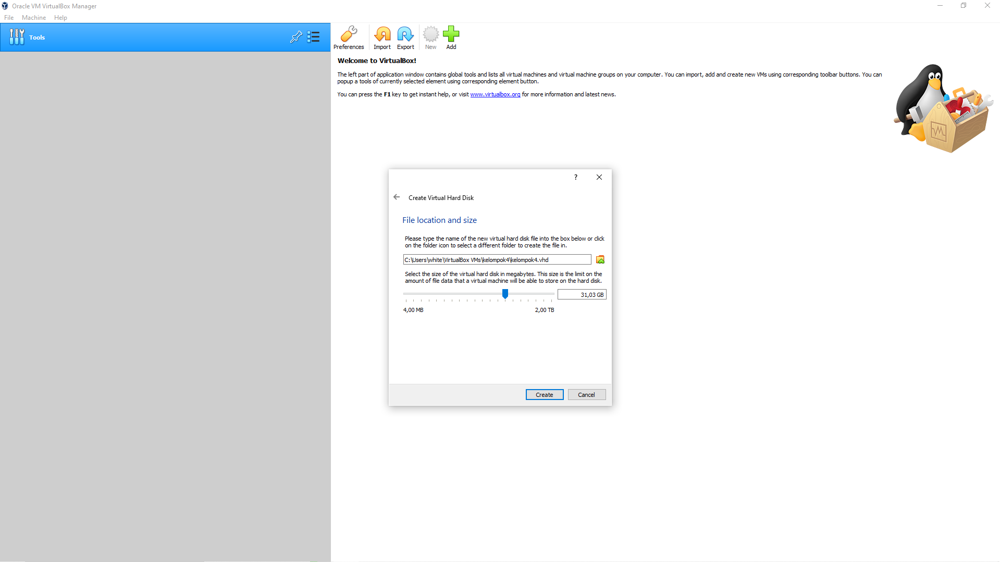 Oracle VM VirtualBox Manager
File Machine Help
Tools
Preferences Import Export New Add
Welcome to VirtualBox!
The left part of application window contains global tools and lists all virtual machines and virtual machine groups on your computer. You can import, add and create new VMs using corresponding toolbar buttons. You can
popup a tools of currently selected element using corresponding element button.
You can press the F1 key to get instant help, or visit www.virtualbox.org for more information and latest news.
?
Create Virtual Hard Disk
File location and size
Please type the name of the new virtual hard disk file into the box below or click
on the folder icon to select a different folder to create the file in.
C:\Users\white\VirtualBox VMs\kelompok4\kelompok4.vhd
Select the size of the virtual hard disk in megabytes. This size is the limit on the
amount of file data that a virtual machine will be able to store on the hard disk.
31,03 GB
4,00 MB 2,00 TB
Create Cancel